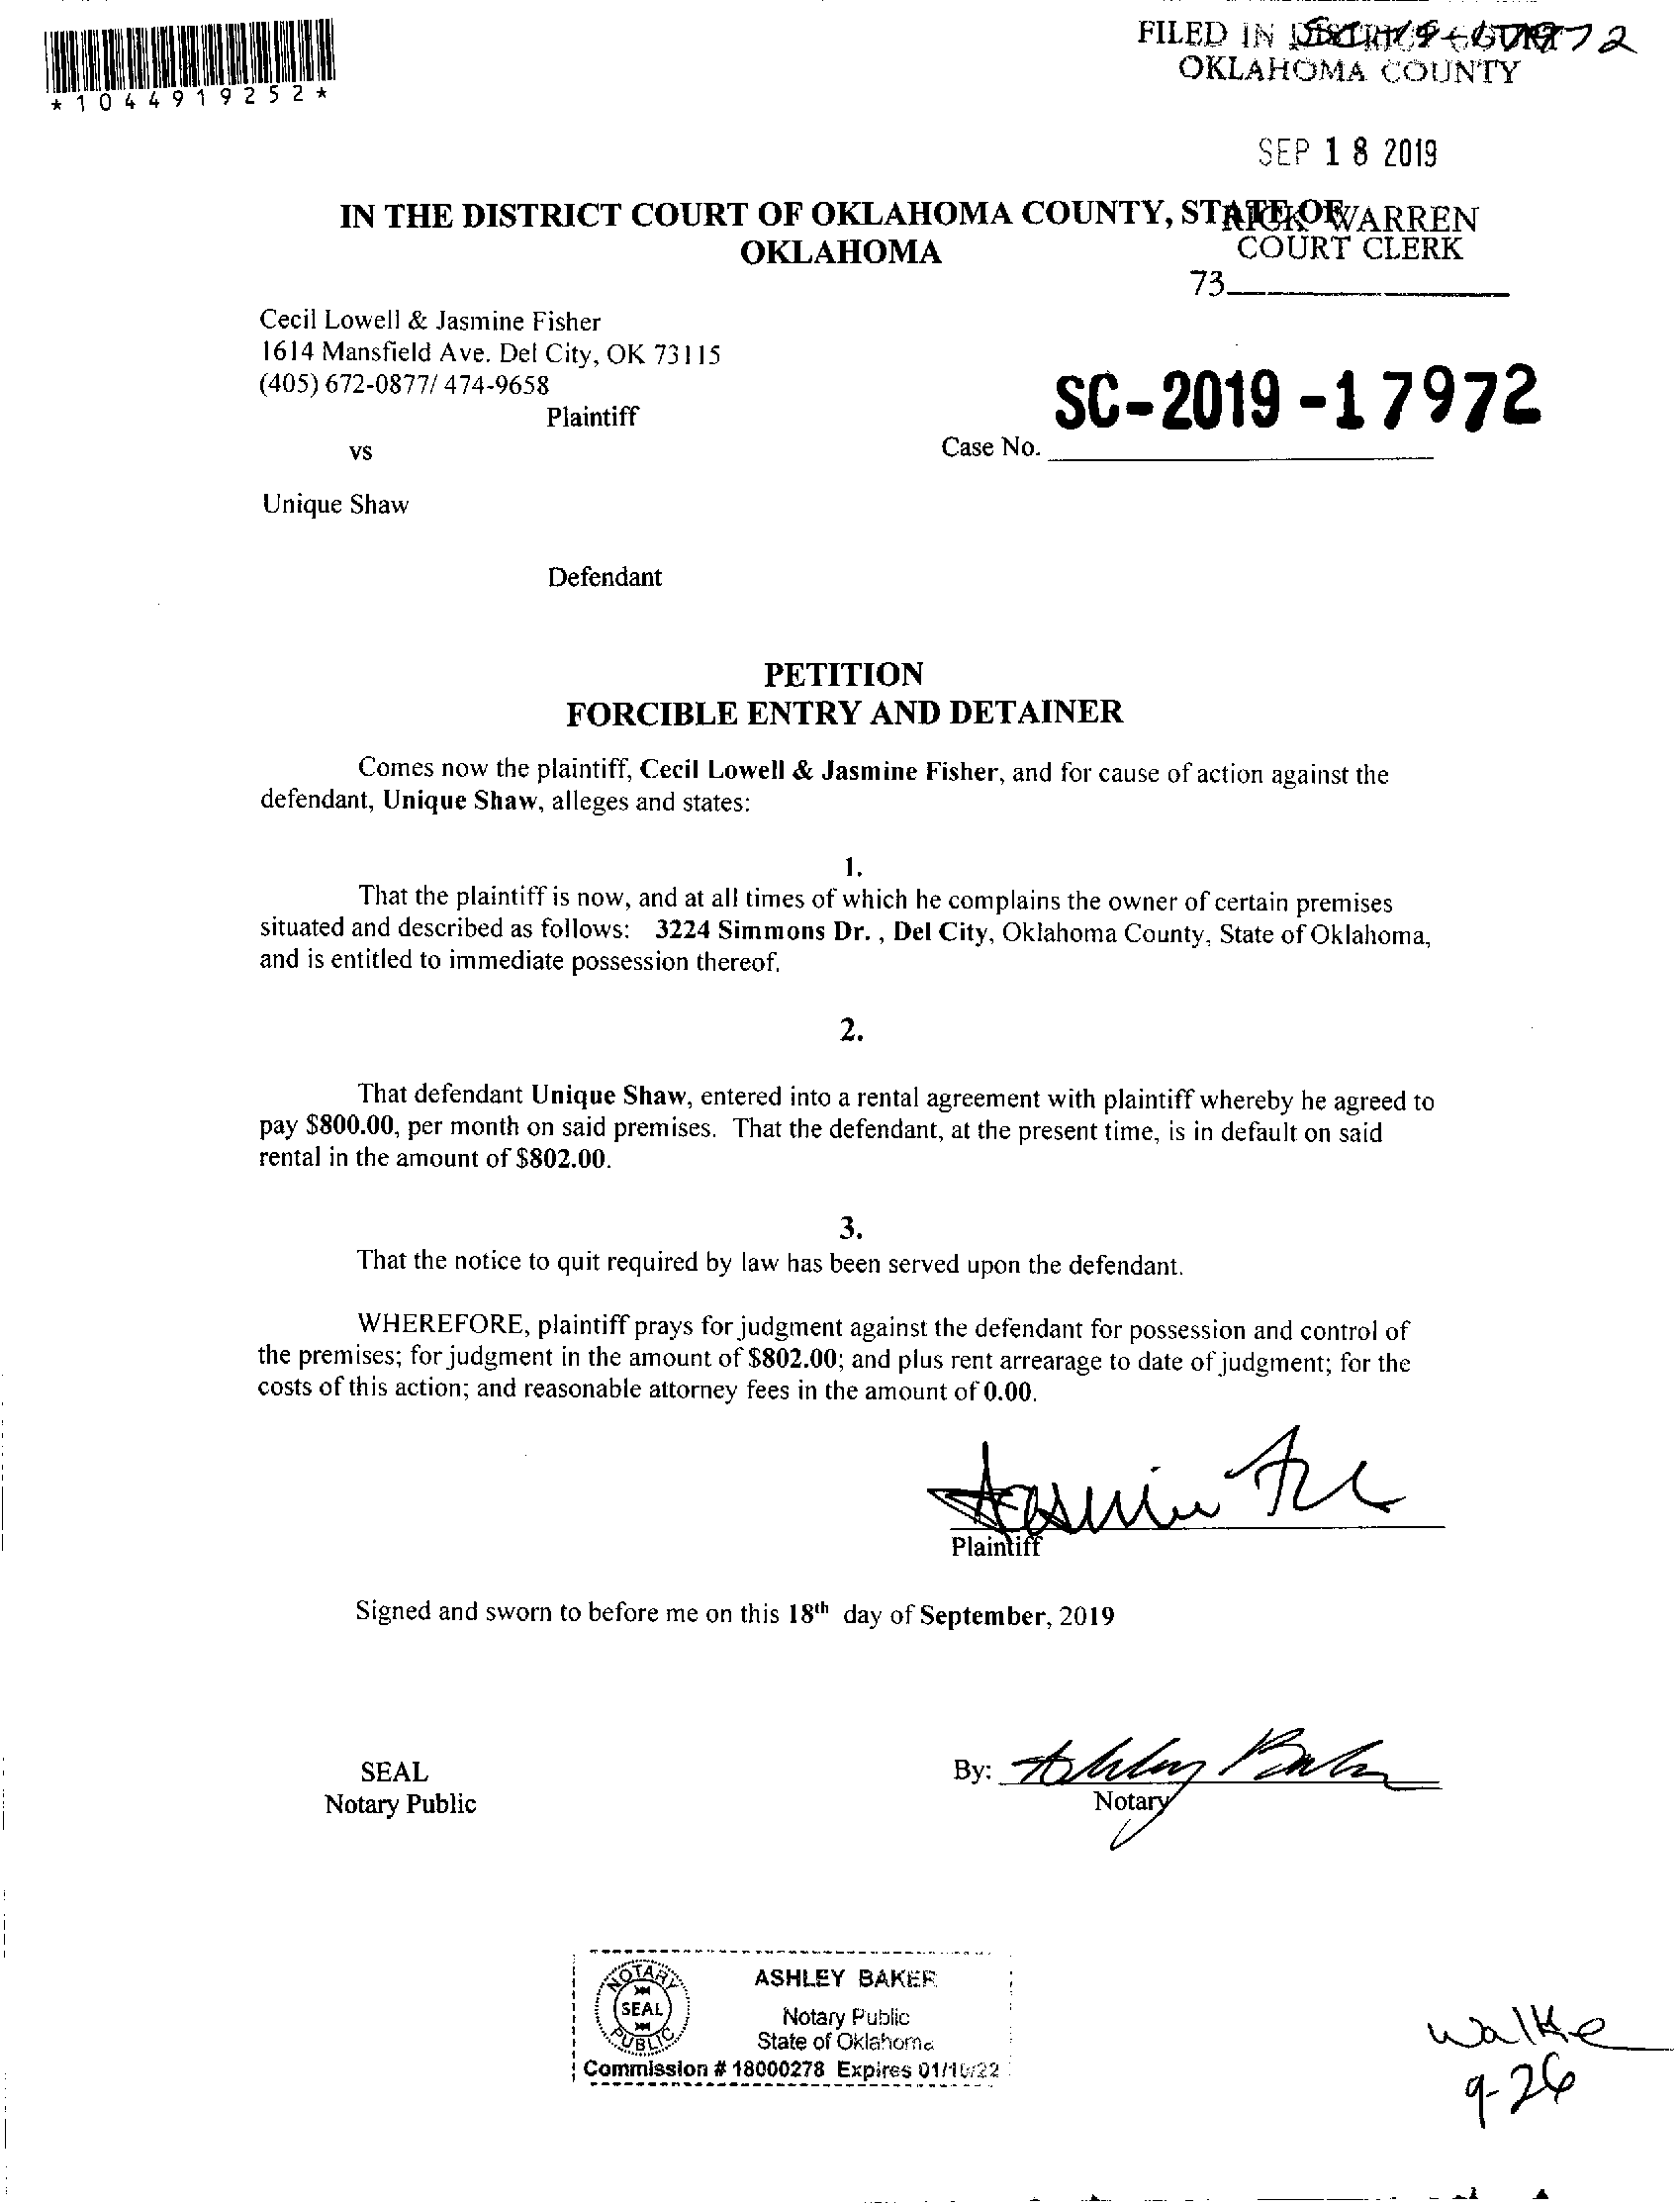 *1044919252*
FILED IN DISTRICT COURT
OKLAHOMA COUNTY
SEP 18 2019
IN THE DISTRICT COURT OF OKLAHOMA COUNTY, STATE OF
OKLAHOMA
RICK WARREN
COURT CLERK
73
Cecil Lowell & Jasmine Fisher
1614 Mansfield Ave. Del City, OK 73115
(405) 672-0877/ 474-9658
Plaintiff
SC-2019-17972
vs
Case No.
Unique Shaw
Defendant
PETITION
FORCIBLE ENTRY AND DETAINER
Comes now the plaintiff, Cecil Lowell & Jasmine Fisher, and for cause of action against the
defendant, Unique Shaw, alleges and states:
1.
That the plaintiff is now, and at all times of which he complains the owner of certain premises
situated and described as follows: 3224 Simmons Dr. , Del City, Oklahoma County, State of Oklahoma,
and is entitled to immediate possession thereof.
2.
That defendant Unique Shaw, entered into a rental agreement with plaintiff whereby he agreed to
pay $800.00, per month on said premises. That the defendant, at the present time, is in default on said
rental in the amount of $802.00.
3.
That the notice to quit required by law has been served upon the defendant.
WHEREFORE, plaintiff prays for judgment against the defendant for possession and control of
the premises; for judgment in the amount of $802.00; and plus rent arrearage to date of judgment; for the
costs of this action; and reasonable attorney fees in the amount of 0.00.
Plaintiff
Signed and sworn to before me on this 18th day of September, 2019
SEAL
By: Ashley Baker
Notary Public
Notary
NOTARY
SEAL
PUBLIC
ASHLEY BAKER
Notary Public
State of Oklahoma
Commission # 18000278 Expires
Walke
9-26